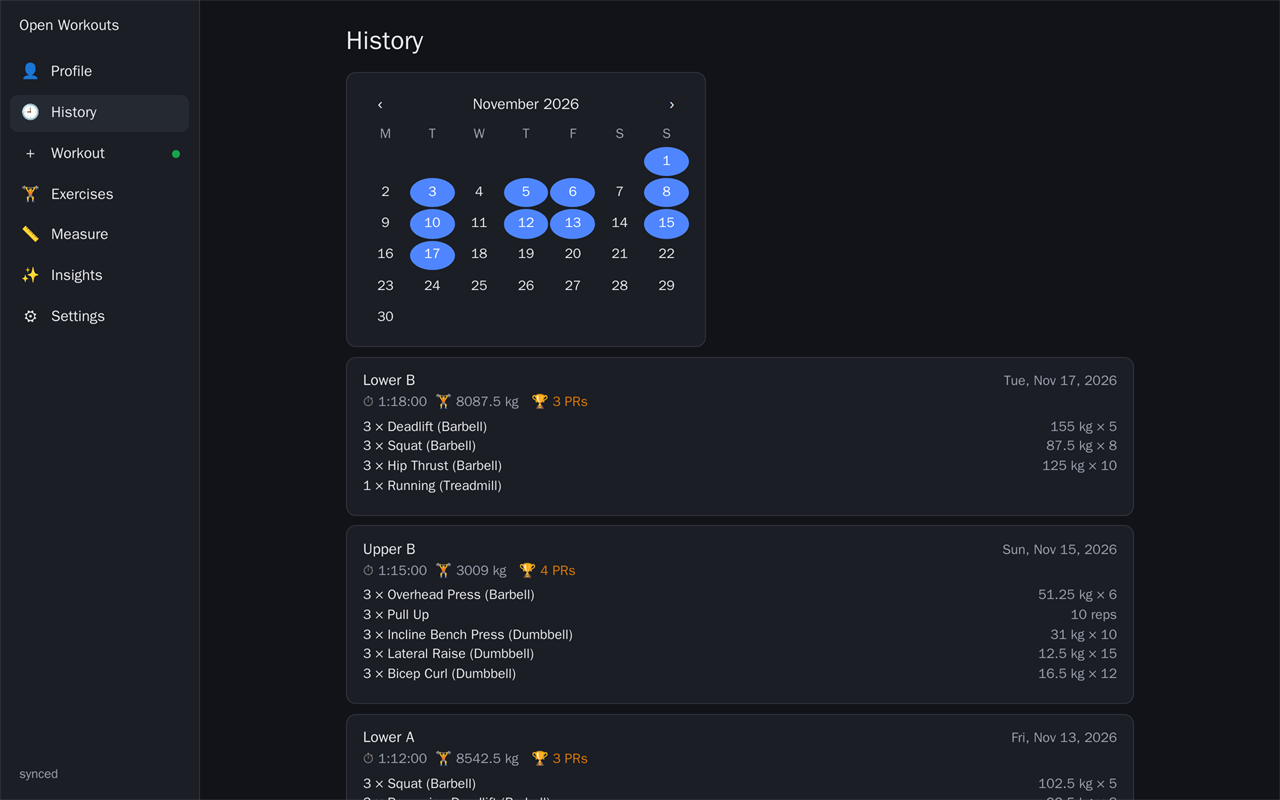 Open Workouts
Profile
History
+ Workout
Exercises
Measure
Insights
Settings
synced
History
‹ November 2026 ›
M T W T F S S
1
2 3 4 5 6 7 8
9 10 11 12 13 14 15
16 17 18 19 20 21 22
23 24 25 26 27 28 29
30
Lower B Tue, Nov 17, 2026
⏱ 1:18:00 🏋 8087.5 kg 🏆 3 PRs
3 × Deadlift (Barbell) 155 kg × 5
3 × Squat (Barbell) 87.5 kg × 8
3 × Hip Thrust (Barbell) 125 kg × 10
1 × Running (Treadmill)
Upper B Sun, Nov 15, 2026
⏱ 1:15:00 🏋 3009 kg 🏆 4 PRs
3 × Overhead Press (Barbell) 51.25 kg × 6
3 × Pull Up 10 reps
3 × Incline Bench Press (Dumbbell) 31 kg × 10
3 × Lateral Raise (Dumbbell) 12.5 kg × 15
3 × Bicep Curl (Dumbbell) 16.5 kg × 12
Lower A Fri, Nov 13, 2026
⏱ 1:12:00 🏋 8542.5 kg 🏆 3 PRs
3 × Squat (Barbell) 102.5 kg × 5